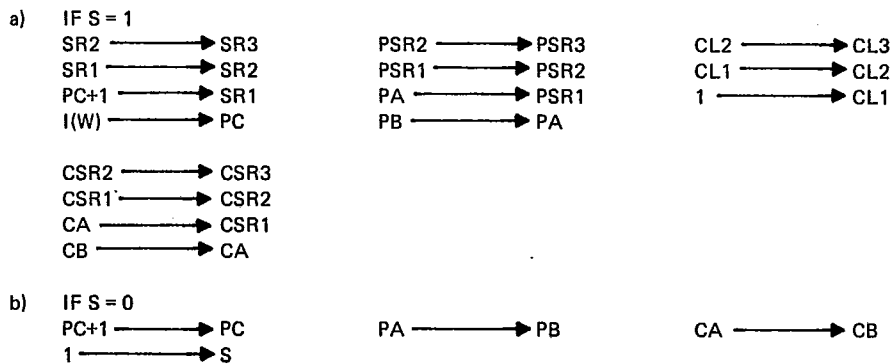 a) IF S = 1
SR2 → SR3 PSR2 → PSR3 CL2 → CL3
SR1 → SR2 PSR1 → PSR2 CL1 → CL2
PC+1 → SR1 PA → PSR1 1 → CL1
I(W) → PC PB → PA
CSR2 → CSR3
CSR1 → CSR2
CA → CSR1
CB → CA
b) IF S = 0
PC+1 → PC PA → PB CA → CB
1 → S